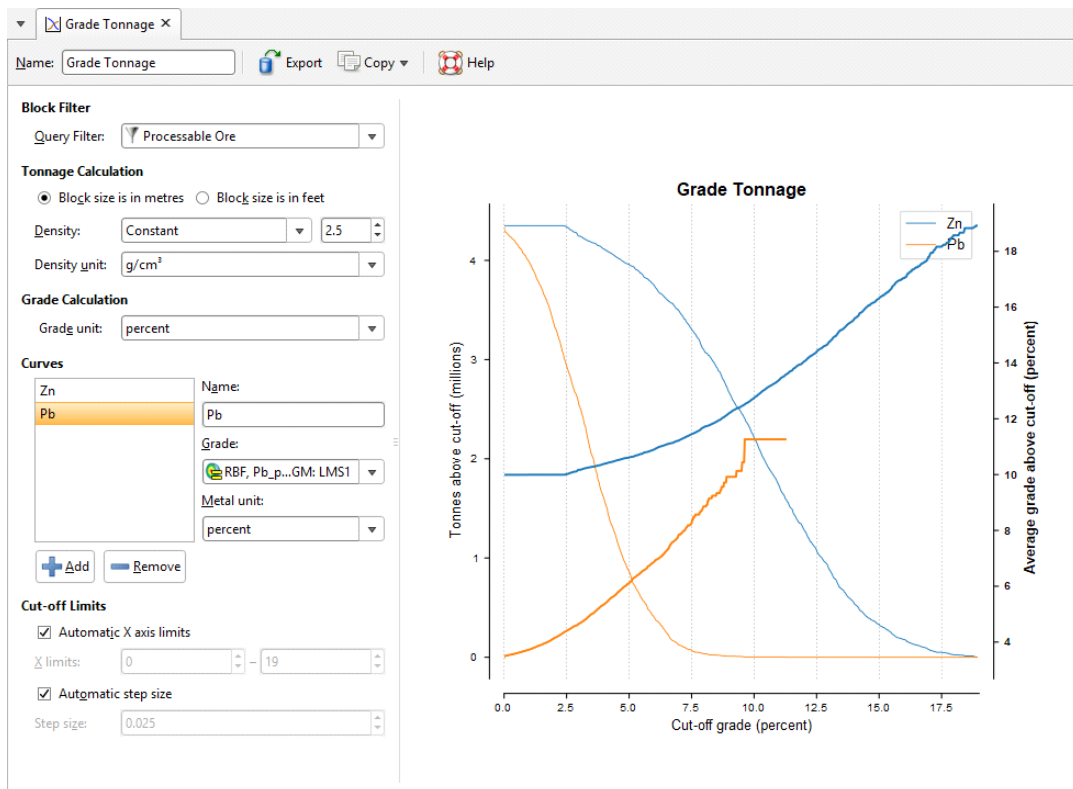 Grade Tonnage
Name: Grade Tonnage Export Copy Help
Block Filter
Query Filter: Processable Ore
Tonnage Calculation
Block size is in metres Block size is in feet
Density: Constant 2.5
Density unit: g/cm³
Grade Calculation
Grade unit: percent
Curves
Zn
Pb
Name:
Pb
Grade:
RBF, Pb_p...GM: LMS1
Metal unit:
percent
Add Remove
Cut-off Limits
Automatic X axis limits
X limits: 0 – 19
Automatic step size
Step size: 0.025
Grade Tonnage
Zn
Pb
Tonnes above cut-off (millions)
4
3
2
1
0
Average grade above cut-off (percent)
18
16
14
12
10
8
6
4
0.0 2.5 5.0 7.5 10.0 12.5 15.0 17.5
Cut-off grade (percent)